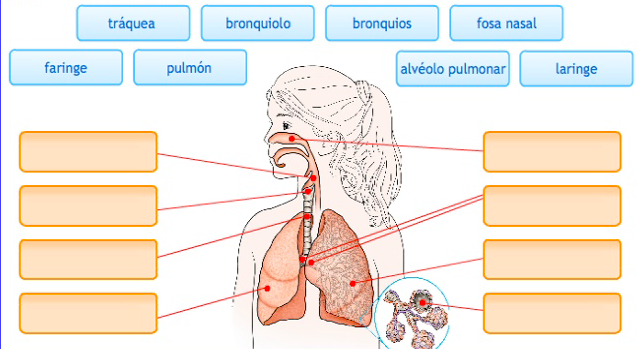 tráquea
bronquiolo
bronquios
fosa nasal
faringe
pulmón
alvéolo pulmonar
laringe